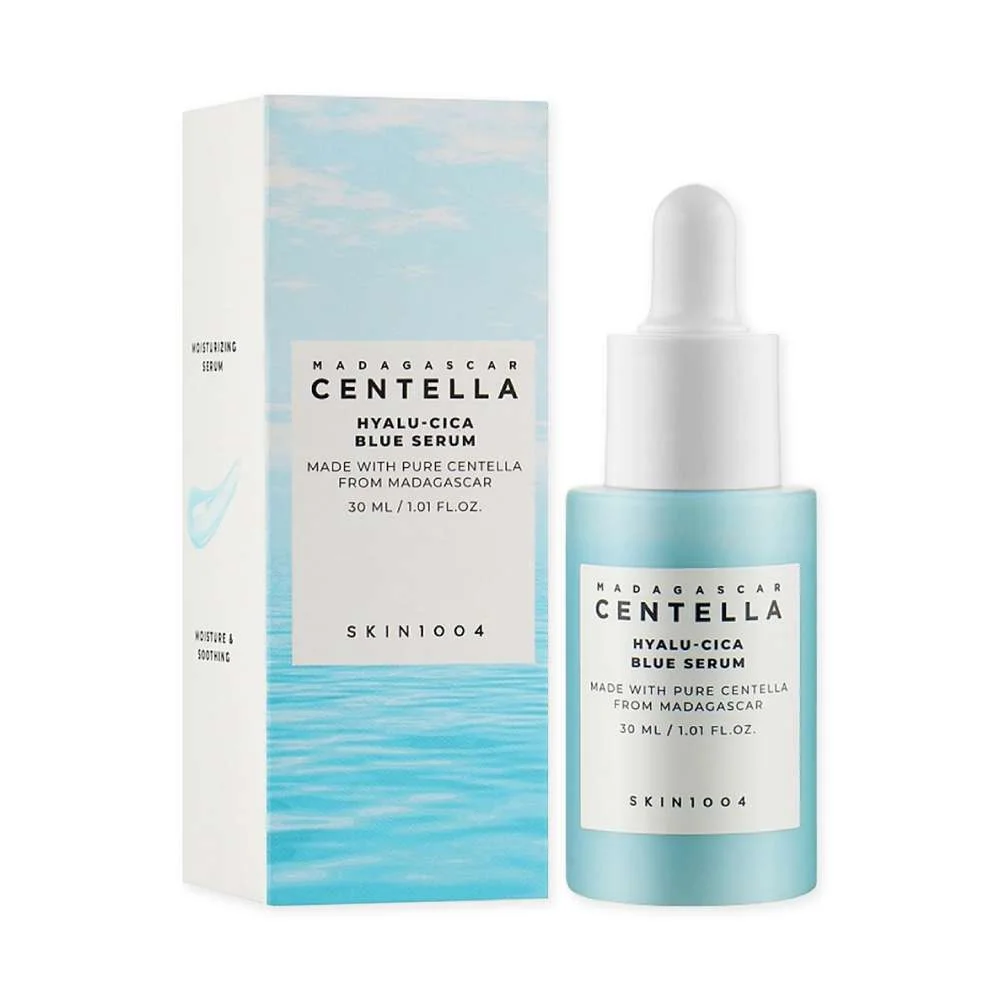 MOISTURIZING
SERUM
MOISTURE &
SOOTHING
MADAGASCAR
CENTELLA
HYALU-CICA
BLUE SERUM
MADE WITH PURE CENTELLA
FROM MADAGASCAR
30 ML / 1.01 FL.OZ.
SKIN1004
MADAGASCAR
CENTELLA
HYALU-CICA
BLUE SERUM
MADE WITH PURE CENTELLA
FROM MADAGASCAR
30 ML / 1.01 FL.OZ.
SKIN1004